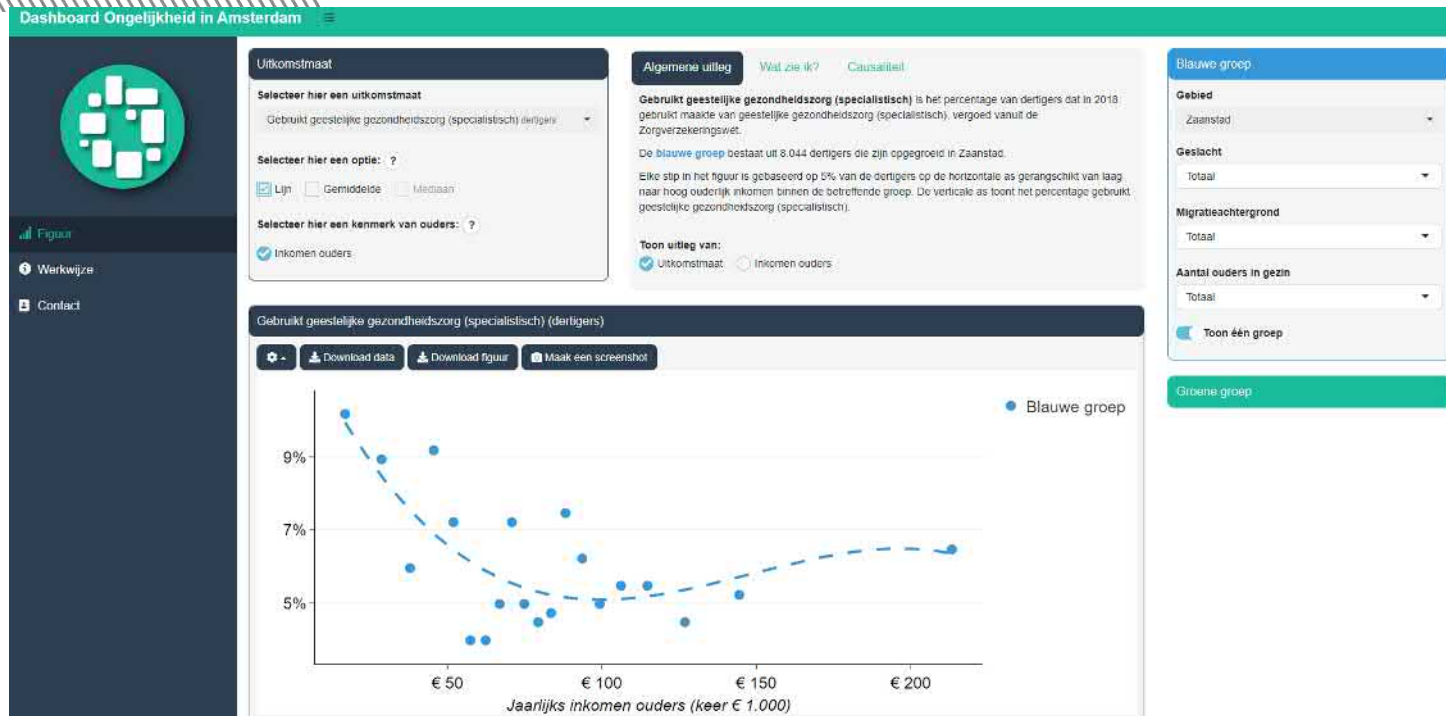 Dashboard Ongelijkheid in Amsterdam
Figuur
Werkwijze
Contact
Uitkomstmaat
Selecteer hier een uitkomstmaat
Gebruikt geestelijke gezondheidszorg (specialistisch) dertigers
Selecteer hier een optie: ?
Lijn Gemiddelde Mediaan
Selecteer hier een kenmerk van ouders: ?
Inkomen ouders
Algemene uitleg Wat zie ik? Causaliteit
Gebruikt geestelijke gezondheidszorg (specialistisch) is het percentage van dertigers dat in 2018
gebruikt maakte van geestelijke gezondheidszorg (specialistisch), vergoed vanuit de
Zorgverzekeringswet.
De blauwe groep bestaat uit 8.044 dertigers die zijn opgegroeid in Zaanstad.
Elke stip in het figuur is gebaseerd op 5% van de dertigers op de horizontale as gerangschikt van laag
naar hoog ouderlijk inkomen binnen de betreffende groep. De verticale as toont het percentage gebruikt
geestelijke gezondheidszorg (specialistisch).
Toon uitleg van:
Uitkomstmaat Inkomen ouders
Gebruikt geestelijke gezondheidszorg (specialistisch) (dertigers)
Download data Download figuur Maak een screenshot
Blauwe groep
9%
7%
5%
€ 50 € 100 € 150 € 200
Jaarlijks inkomen ouders (keer € 1.000)
Blauwe groep
Gebied
Zaanstad
Geslacht
Totaal
Migratieachtergrond
Totaal
Aantal ouders in gezin
Totaal
Toon één groep
Groene groep